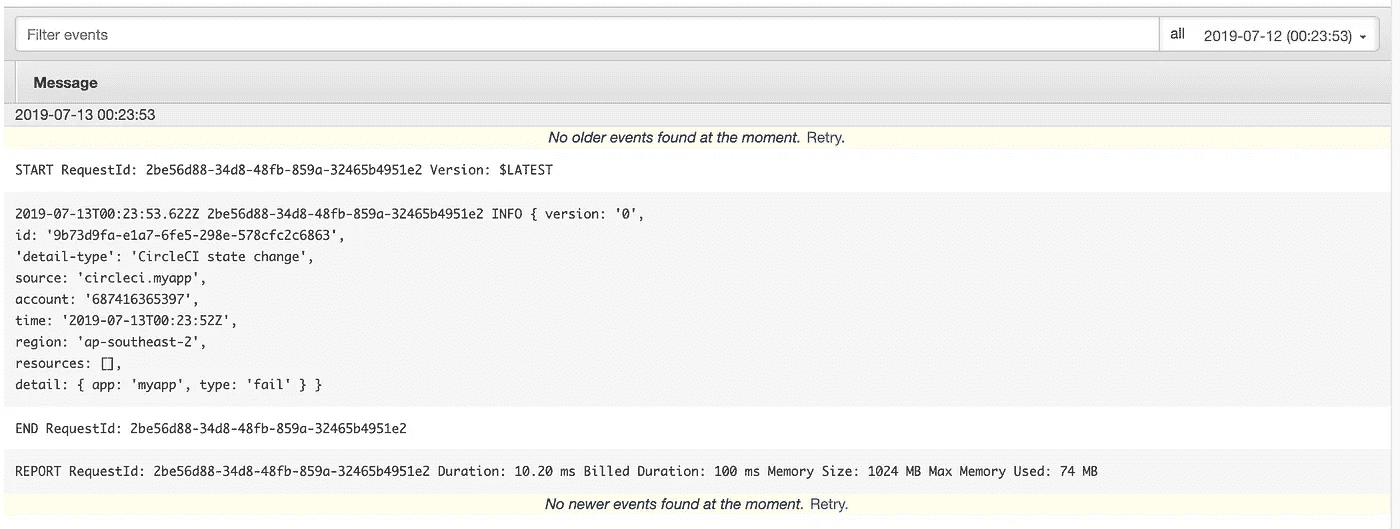 Filter events
all 2019-07-12 (00:23:53)
Message
2019-07-13 00:23:53
No older events found at the moment. Retry.
START RequestId: 2be56d88-34d8-48fb-859a-32465b4951e2 Version: $LATEST
2019-07-13T00:23:53.622Z 2be56d88-34d8-48fb-859a-32465b4951e2 INFO { version: '0',
id: '9b73d9fa-e1a7-6fe5-298e-578cfc2c6863',
'detail-type': 'CircleCI state change',
source: 'circleci.myapp',
account: '687416365397',
time: '2019-07-13T00:23:52Z',
region: 'ap-southeast-2',
resources: [],
detail: { app: 'myapp', type: 'fail' } }
END RequestId: 2be56d88-34d8-48fb-859a-32465b4951e2
REPORT RequestId: 2be56d88-34d8-48fb-859a-32465b4951e2 Duration: 10.20 ms Billed Duration: 100 ms Memory Size: 1024 MB Max Memory Used: 74 MB
No newer events found at the moment. Retry.